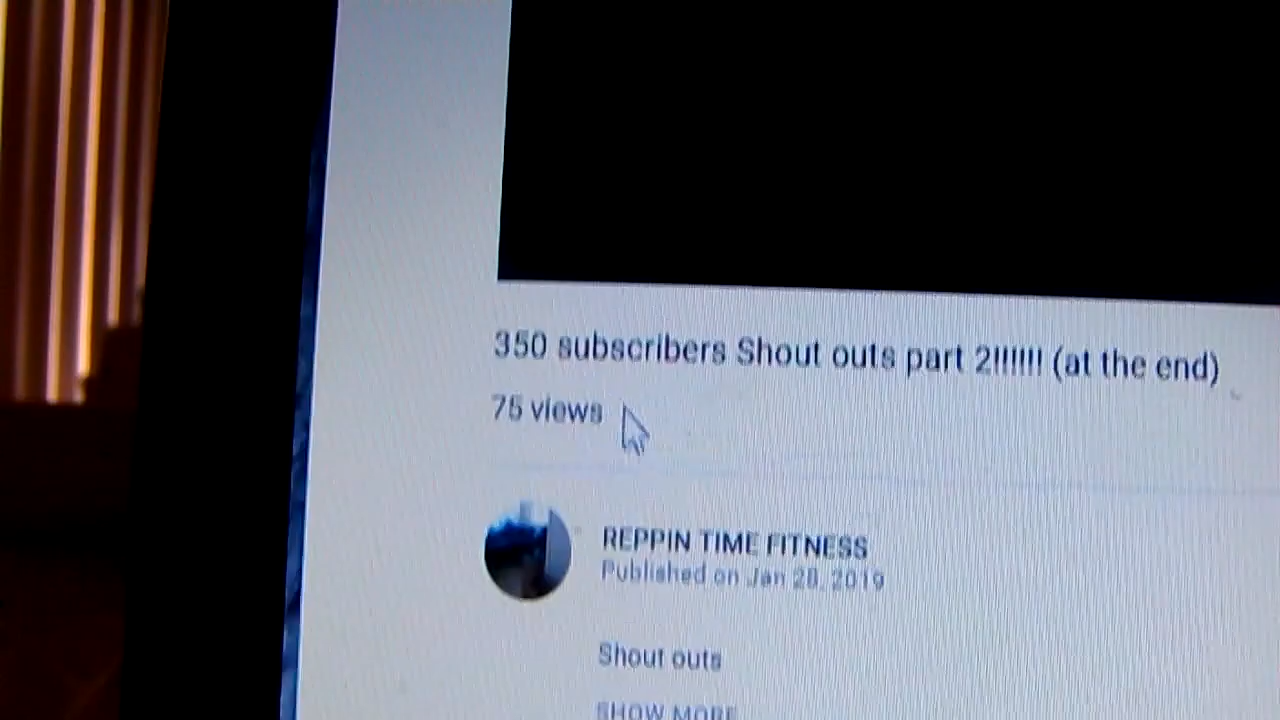 350 subscribers Shout outs part 2!!!!!! (at the end)
75 views
REPPIN TIME FITNESS
Published on Jan 28, 2019
Shout outs
SHOW MORE